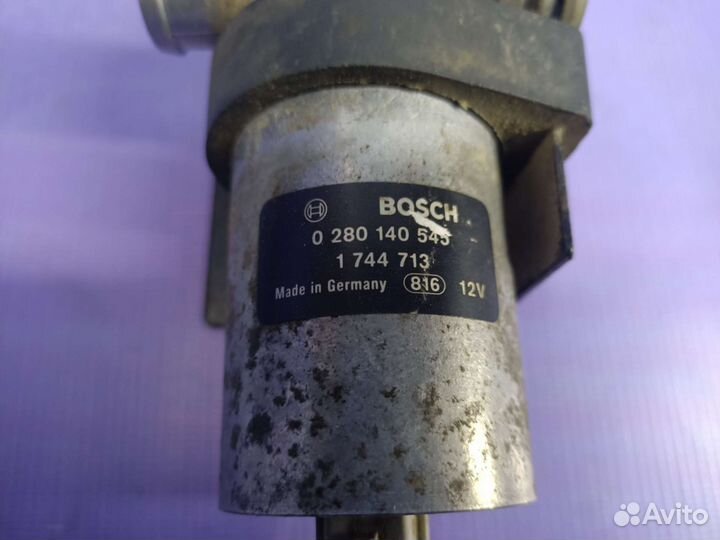 BOSCH
0 280 140 545
1 744 713
Made in Germany 816 12V
Avito